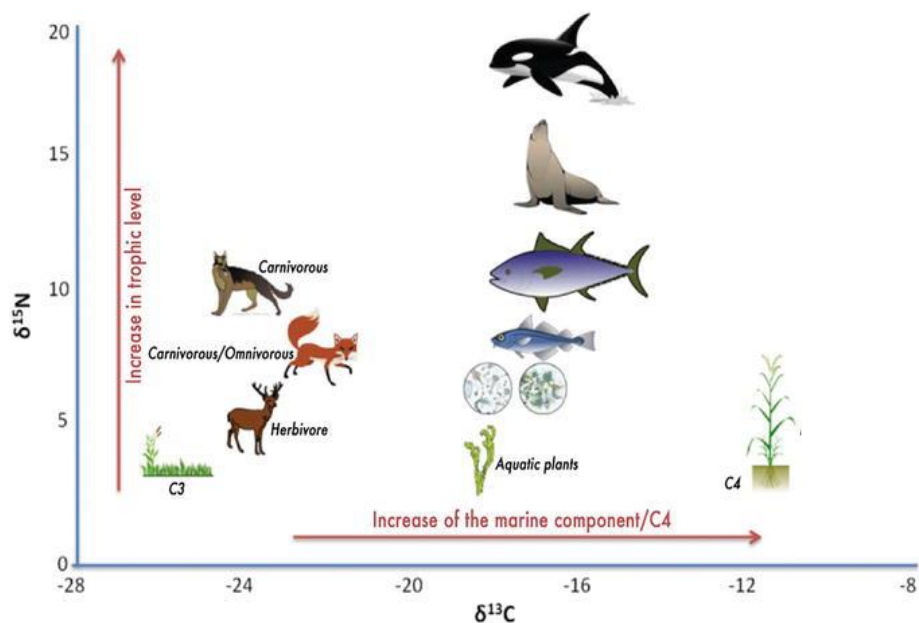 20
15
10
5
0
δ15N
Increase in trophic level
Carnivorous
Carnivorous/Omnivorous
Herbivore
C3
Aquatic plants
C4
Increase of the marine component/C4
-28
-24
-20
-16
-12
-8
δ13C